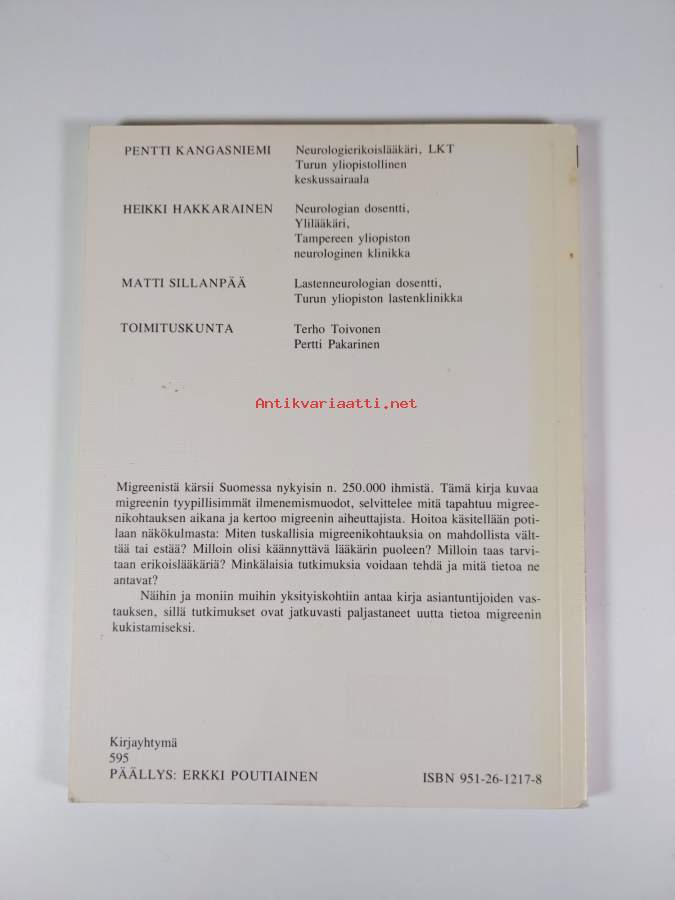 PENTTI KANGASNIEMI Neurologierikoislääkäri, LKT
Turun yliopistollinen
keskussairaala
HEIKKI HAKKARAINEN Neurologian dosentti,
Ylilääkäri,
Tampereen yliopiston
neurologinen klinikka
MATTI SILLANPÄÄ Lastenneurologian dosentti,
Turun yliopiston lastenklinikka
TOIMITUSKUNTA Terho Toivonen
Pertti Pakarinen
Antikvariaatti.net
Migreenistä kärsii Suomessa nykyisin n. 250.000 ihmistä. Tämä kirja kuvaa
migreenin tyypillisimmät ilmenemismuodot, selvittelee mitä tapahtuu migree-
nikohtauksen aikana ja kertoo migreenin aiheuttajista. Hoitoa käsitellään poti-
laan näkökulmasta: Miten tuskallisia migreenikohtauksia on mahdollista vält-
tää tai estää? Milloin olisi käännyttävä lääkärin puoleen? Milloin taas tarvi-
taan erikoislääkäriä? Minkälaisia tutkimuksia voidaan tehdä ja mitä tietoa ne
antavat?
Näihin ja moniin muihin yksityiskohtiin antaa kirja asiantuntijoiden vas-
tauksen, sillä tutkimukset ovat jatkuvasti paljastaneet uutta tietoa migreenin
kukistamiseksi.
Kirjayhtymä
595
PÄÄLLYS: ERKKI POUTIAINEN ISBN 951-26-1217-8